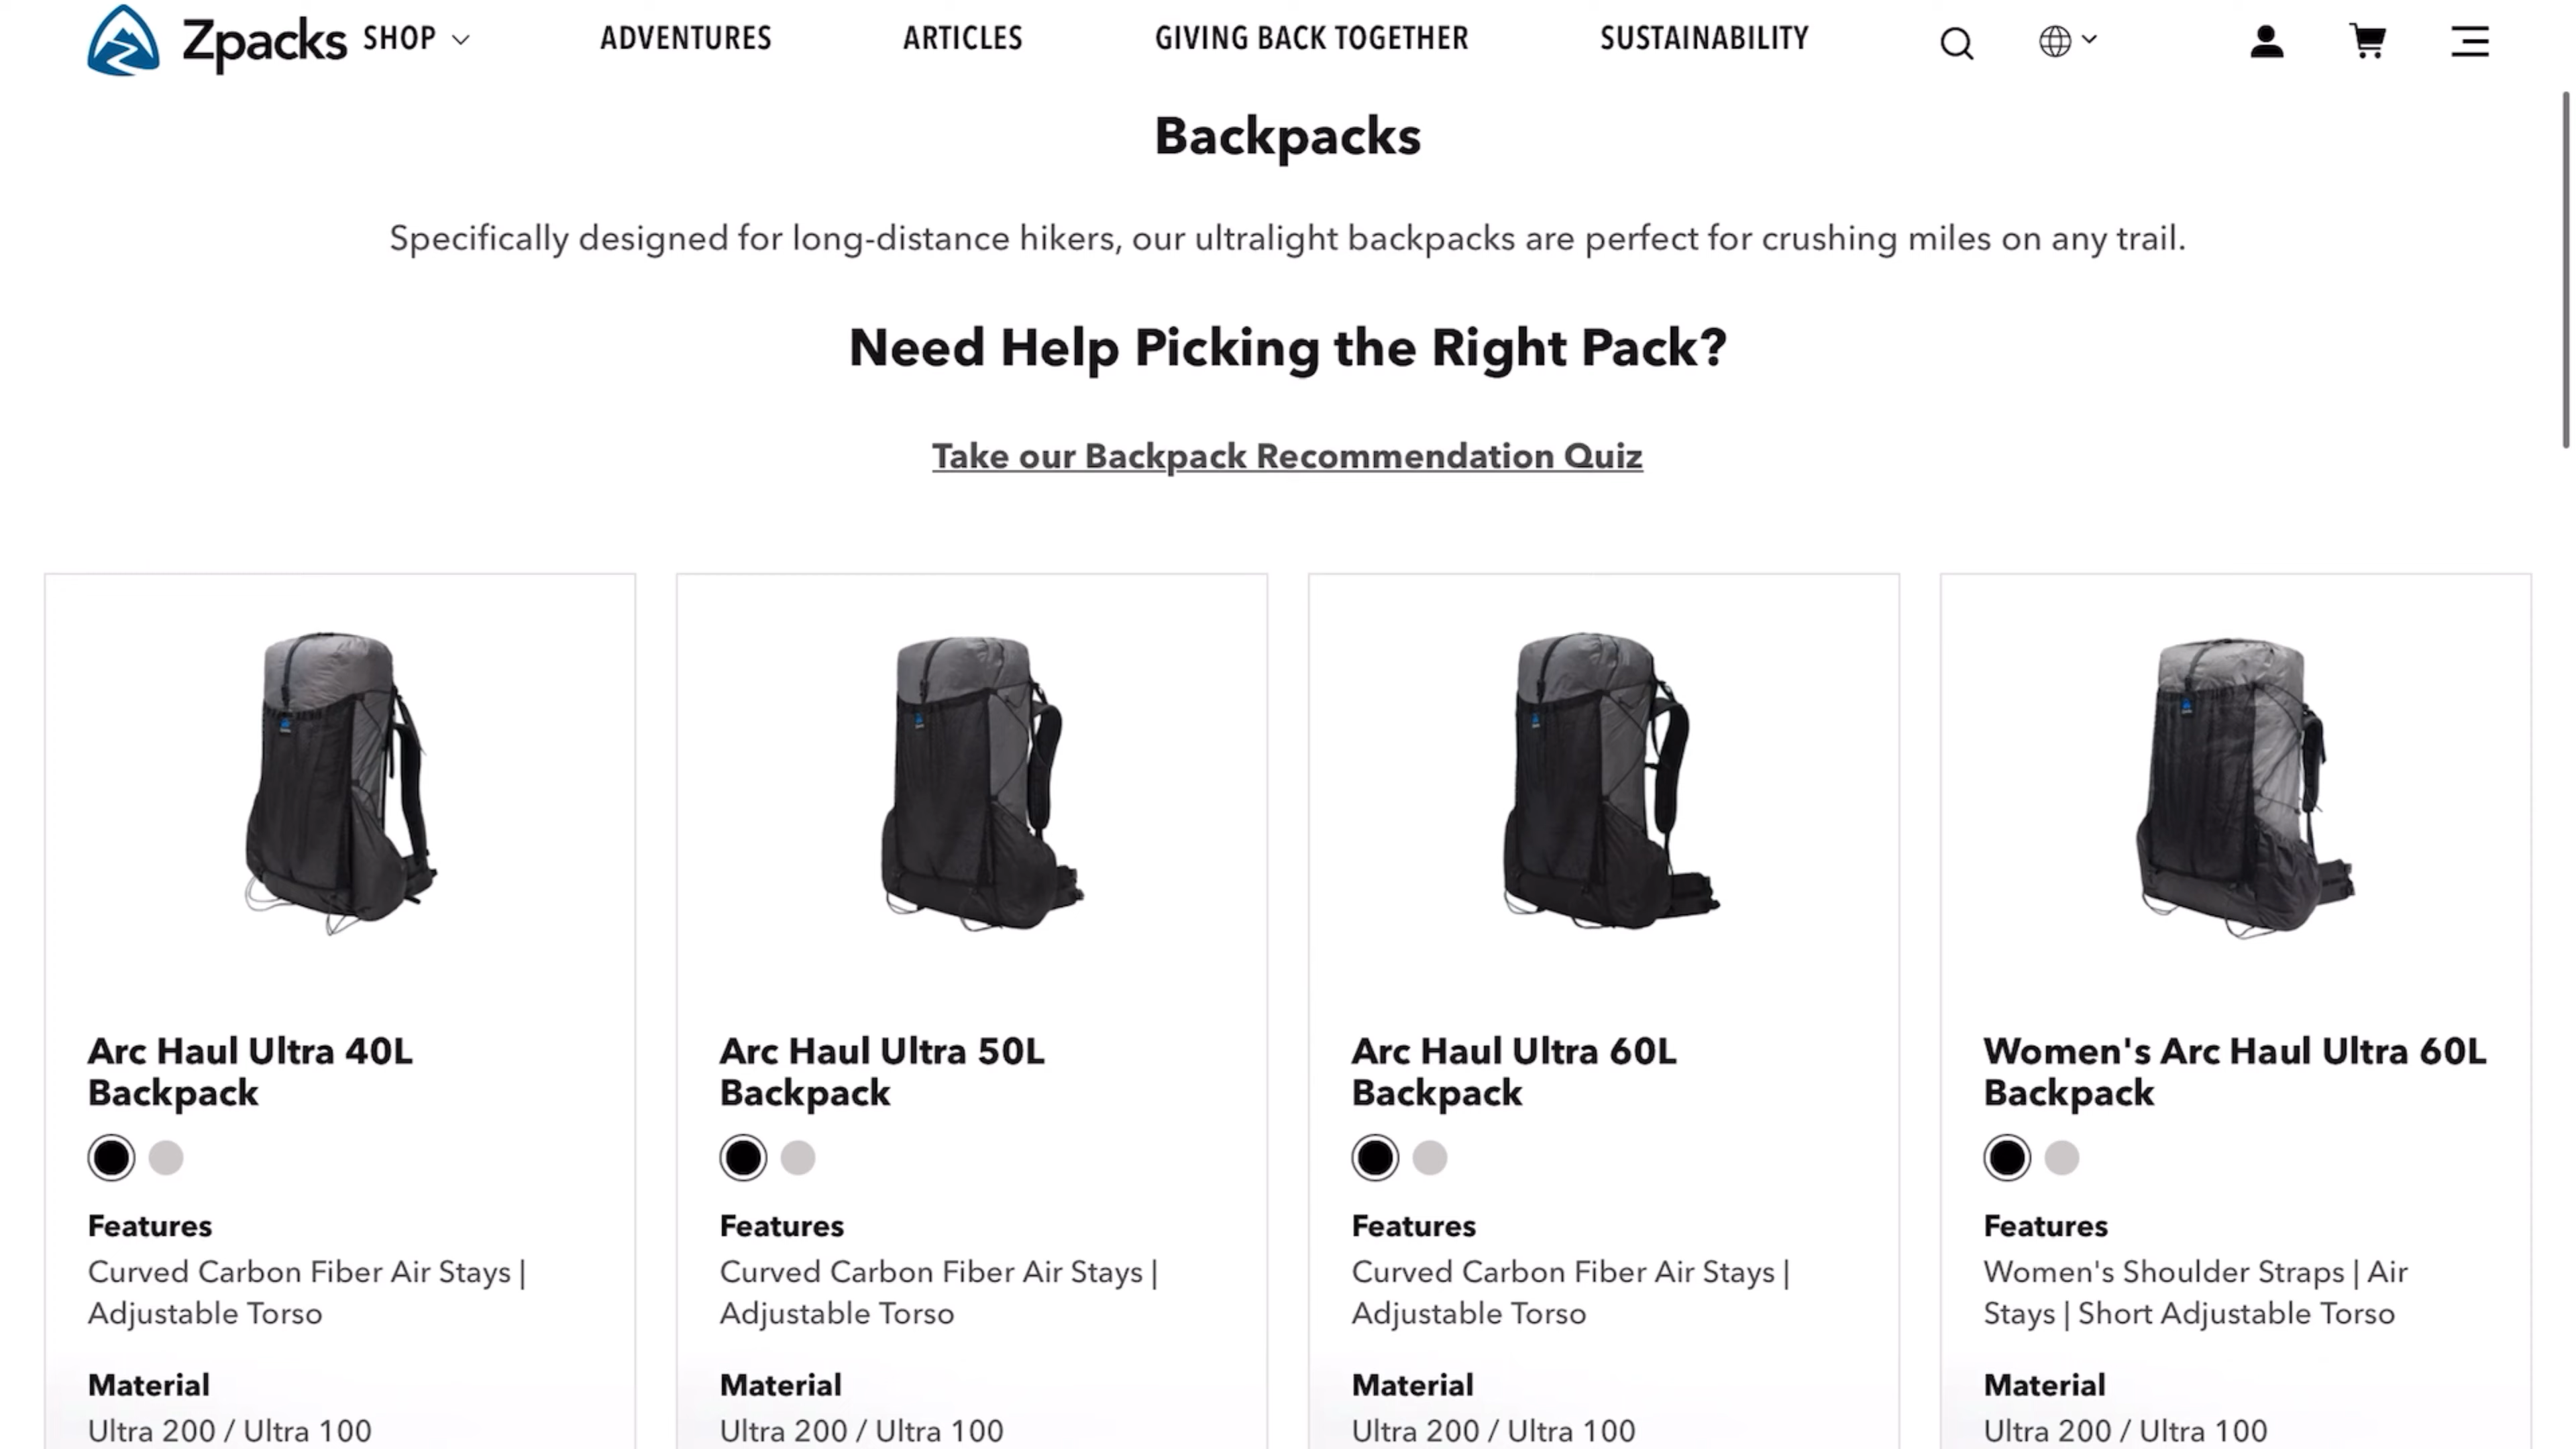 Zpacks SHOP ADVENTURES ARTICLES GIVING BACK TOGETHER SUSTAINABILITY
Backpacks
Specifically designed for long-distance hikers, our ultralight backpacks are perfect for crushing miles on any trail.
Need Help Picking the Right Pack?
Take our Backpack Recommendation Quiz
Arc Haul Ultra 40L
Backpack
Features
Curved Carbon Fiber Air Stays |
Adjustable Torso
Material
Ultra 200 / Ultra 100
Arc Haul Ultra 50L
Backpack
Features
Curved Carbon Fiber Air Stays |
Adjustable Torso
Material
Ultra 200 / Ultra 100
Arc Haul Ultra 60L
Backpack
Features
Curved Carbon Fiber Air Stays |
Adjustable Torso
Material
Ultra 200 / Ultra 100
Women's Arc Haul Ultra 60L
Backpack
Features
Women's Shoulder Straps | Air
Stays | Short Adjustable Torso
Material
Ultra 200 / Ultra 100